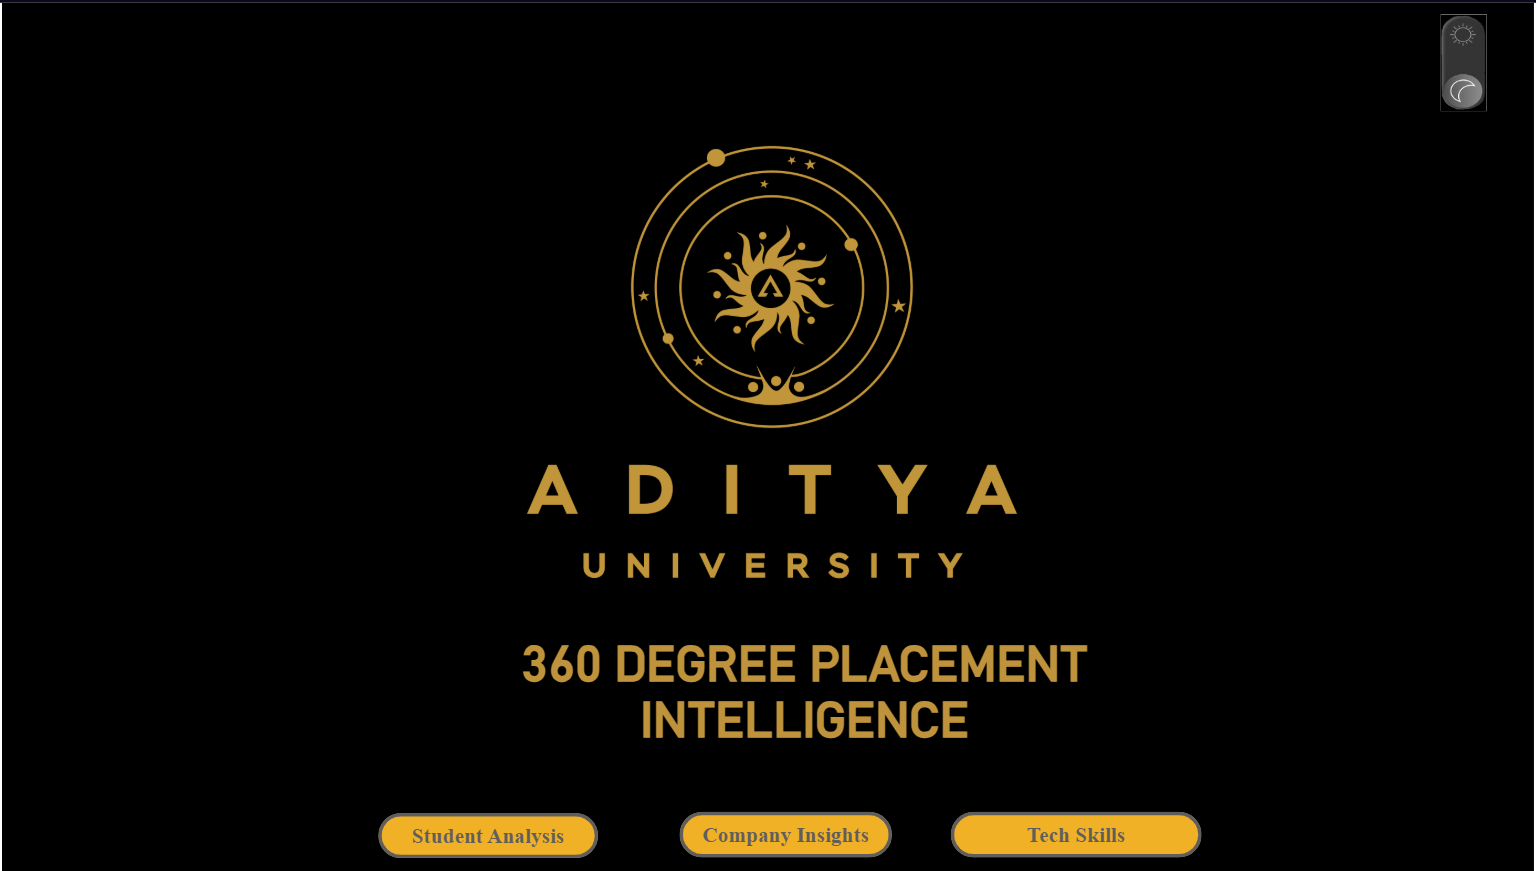 ADITYA
UNIVERSITY
360 DEGREE PLACEMENT
INTELLIGENCE
Student Analysis
Company Insights
Tech Skills